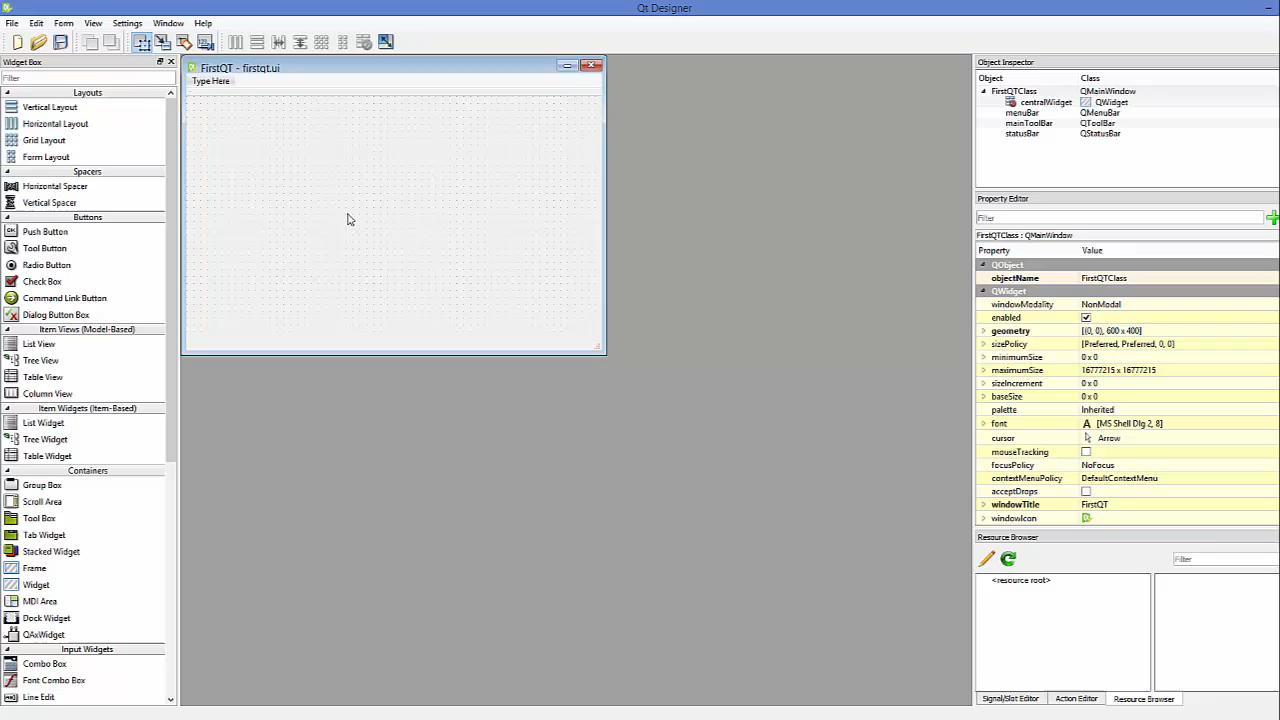 Qt Designer
File Edit Form View Settings Window Help
Widget Box
Filter
Layouts
Vertical Layout
Horizontal Layout
Grid Layout
Form Layout
Spacers
Horizontal Spacer
Vertical Spacer
Buttons
Push Button
Tool Button
Radio Button
Check Box
Command Link Button
Dialog Button Box
Item Views (Model-Based)
List View
Tree View
Table View
Column View
Item Widgets (Item-Based)
List Widget
Tree Widget
Table Widget
Containers
Group Box
Scroll Area
Tool Box
Tab Widget
Stacked Widget
Frame
Widget
MDI Area
Dock Widget
QAxWidget
Input Widgets
Combo Box
Font Combo Box
Line Edit
FirstQT - firstqt.ui
Type Here
Object Inspector
Object Class
FirstQTClass QMainWindow
centralWidget QWidget
menuBar QMenuBar
mainToolBar QToolBar
statusBar QStatusBar
Property Editor
Filter
FirstQTClass : QMainWindow
Property Value
QObject
objectName FirstQTClass
QWidget
windowModality NonModal
enabled
geometry [(0, 0), 600 x 400]
sizePolicy [Preferred, Preferred, 0, 0]
minimumSize 0 x 0
maximumSize 16777215 x 16777215
sizeIncrement 0 x 0
baseSize 0 x 0
palette Inherited
font A [MS Shell Dlg 2, 8]
cursor Arrow
mouseTracking
focusPolicy NoFocus
contextMenuPolicy DefaultContextMenu
acceptDrops
windowTitle FirstQT
windowIcon
Resource Browser
Filter
<resource root>
Signal/Slot Editor Action Editor Resource Browser